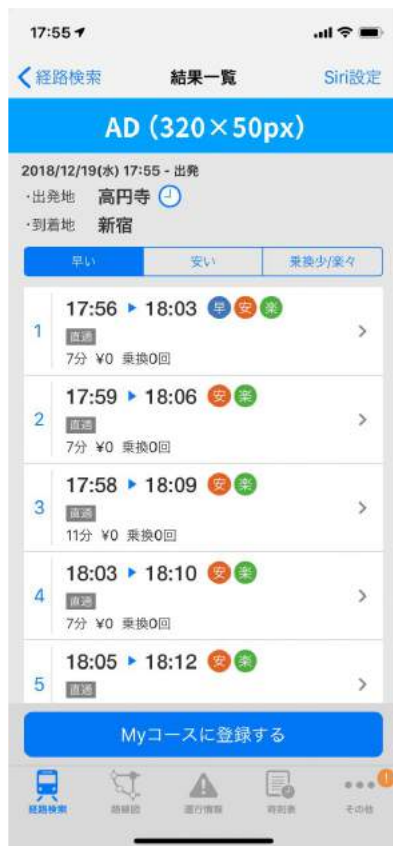 17:55
経路検索
結果一覧
Siri設定
AD（320×50px）
2018/12/19(水) 17:55 - 出発
・出発地 高円寺
・到着地 新宿
早い 安い 乗換少/楽々
1 17:56 ▶ 18:03 早 安 楽
直通
7分 ¥0 乗換0回
2 17:59 ▶ 18:06 安 楽
直通
7分 ¥0 乗換0回
3 17:58 ▶ 18:09 安 楽
直通
11分 ¥0 乗換0回
4 18:03 ▶ 18:10 安 楽
直通
7分 ¥0 乗換0回
5 18:05 ▶ 18:12 安 楽
直通
Myコースに登録する
経路検索 路線図 運行情報 時刻表 その他